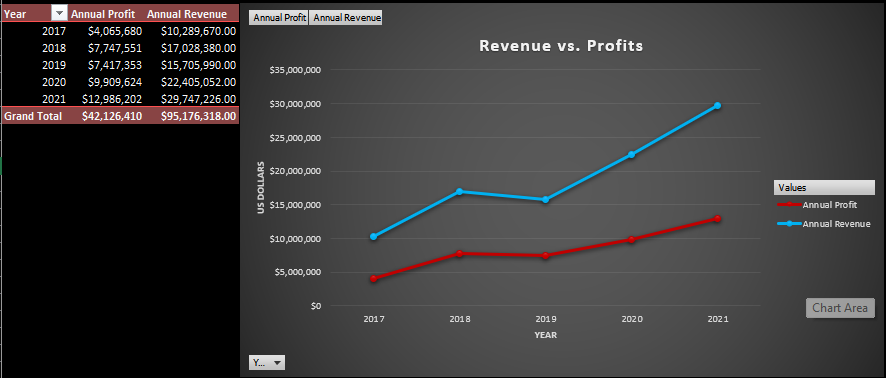 Year Annual Profit Annual Revenue
2017 $4,065,680 $10,289,670.00
2018 $7,747,551 $17,028,380.00
2019 $7,417,353 $15,705,990.00
2020 $9,909,624 $22,405,052.00
2021 $12,986,202 $29,747,226.00
Grand Total $42,126,410 $95,176,318.00
Annual Profit Annual Revenue
Revenue vs. Profits
US DOLLARS
$35,000,000
$30,000,000
$25,000,000
$20,000,000
$15,000,000
$10,000,000
$5,000,000
$0
2017 2018 2019 2020 2021
YEAR
Values
Annual Profit
Annual Revenue
Chart Area
Y...